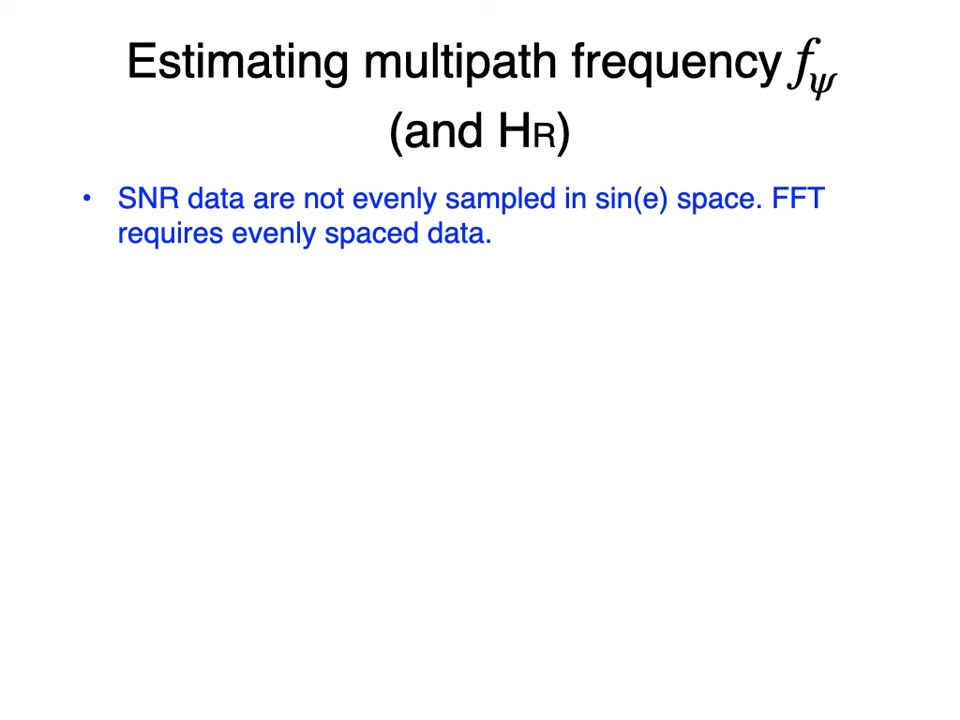 Estimating multipath frequency fψ
(and HR)
• SNR data are not evenly sampled in sin(e) space. FFT
requires evenly spaced data.